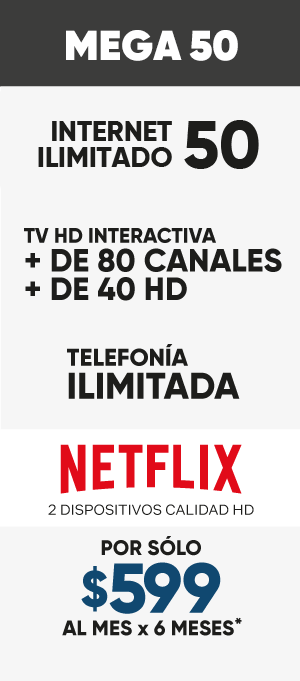 MEGA 50
INTERNET
ILIMITADO 50
TV HD INTERACTIVA
+ DE 80 CANALES
+ DE 40 HD
TELEFONÍA
ILIMITADA
NETFLIX
2 DISPOSITIVOS CALIDAD HD
POR SÓLO
$599
AL MES x 6 MESES*